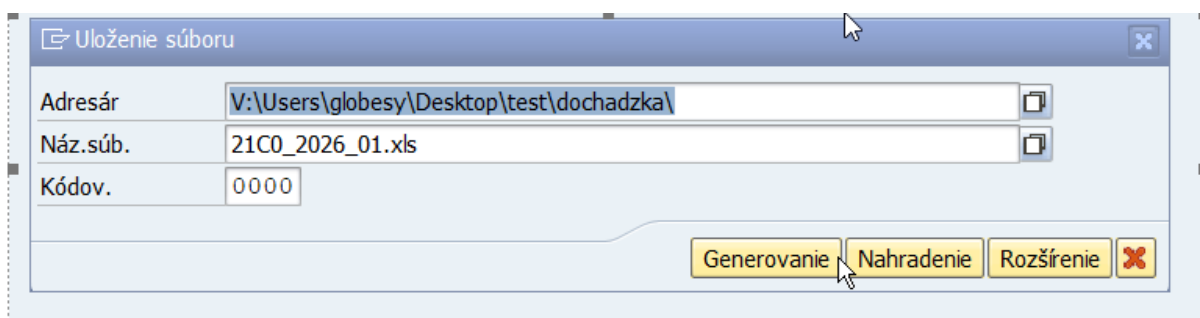 Uloženie súboru
Adresár V:\Users\globesy\Desktop\test\dochadzka\
Náz.súb. 21C0_2026_01.xls
Kódov. 0000
Generovanie Nahradenie Rozšírenie